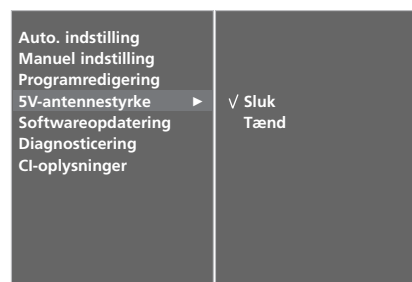 Auto. indstilling
Manuel indstilling
Programredigering
5V-antennestyrke ► √ Sluk
Softwareopdatering Tænd
Diagnosticering
CI-oplysninger